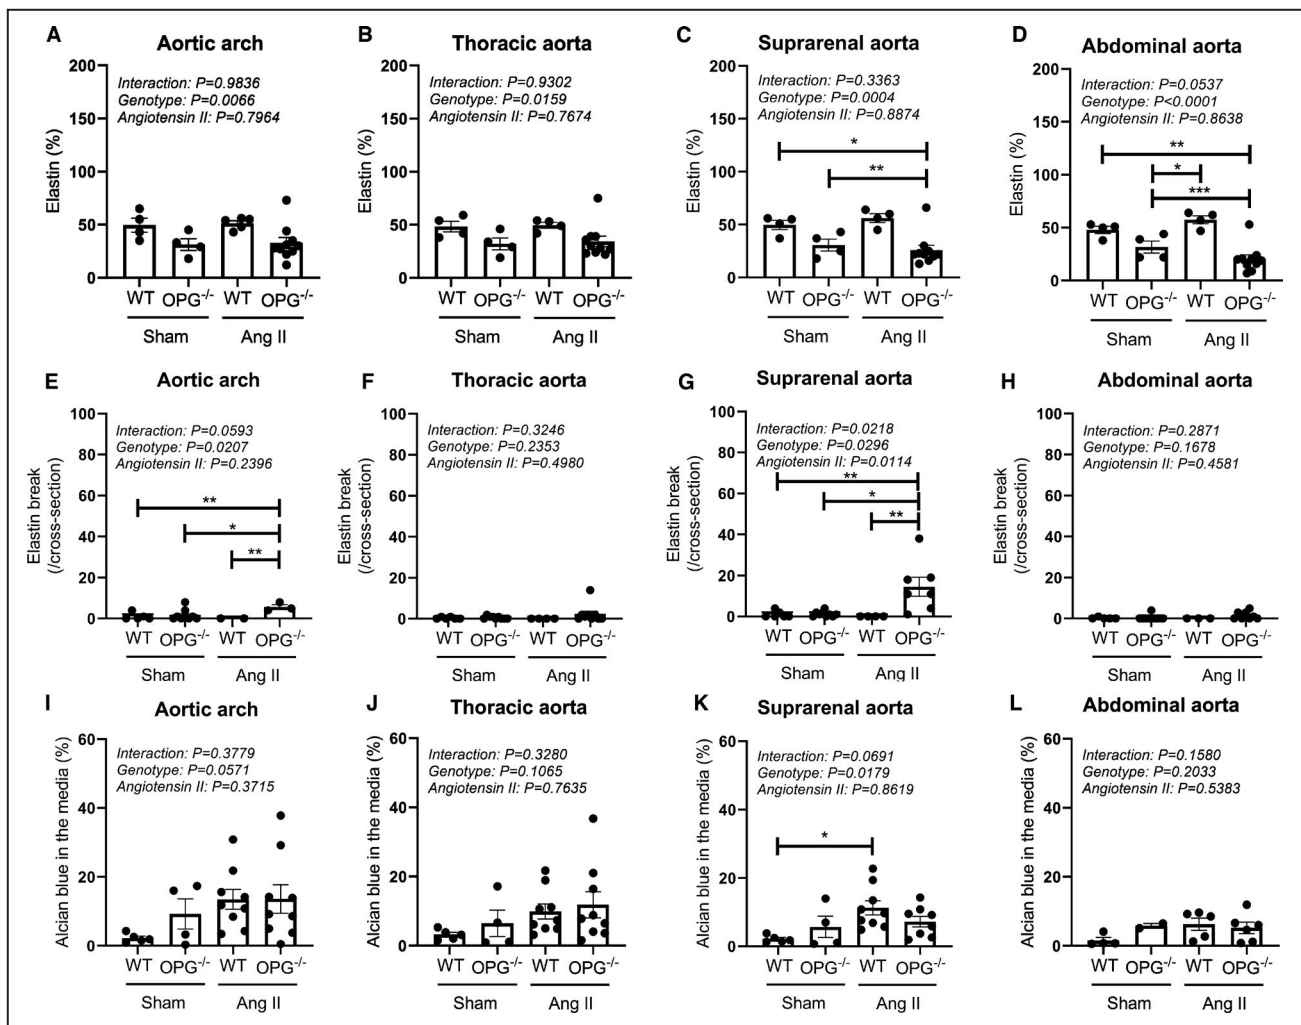 A Aortic arch
Interaction: P=0.9836
Genotype: P=0.0066
Angiotensin II: P=0.7964
Elastin (%)
200
150
100
50
0
WT OPG-/- WT OPG-/-
Sham Ang II
B Thoracic aorta
Interaction: P=0.9302
Genotype: P=0.0159
Angiotensin II: P=0.7674
Elastin (%)
200
150
100
50
0
WT OPG-/- WT OPG-/-
Sham Ang II
C Suprarenal aorta
Interaction: P=0.3363
Genotype: P=0.0004
Angiotensin II: P=0.8874
Elastin (%)
200
150
100
50
0
*
**
WT OPG-/- WT OPG-/-
Sham Ang II
D Abdominal aorta
Interaction: P=0.0537
Genotype: P<0.0001
Angiotensin II: P=0.8638
Elastin (%)
200
150
100
50
0
**
*
***
WT OPG-/- WT OPG-/-
Sham Ang II
E Aortic arch
Interaction: P=0.0593
Genotype: P=0.0207
Angiotensin II: P=0.2396
Elastin break
(/cross-section)
100
80
60
40
20
0
**
*
**
WT OPG-/- WT OPG-/-
Sham Ang II
F Thoracic aorta
Interaction: P=0.3246
Genotype: P=0.2353
Angiotensin II: P=0.4980
Elastin break
(/cross-section)
100
80
60
40
20
0
WT OPG-/- WT OPG-/-
Sham Ang II
G Suprarenal aorta
Interaction: P=0.0218
Genotype: P=0.0296
Angiotensin II: P=0.0114
Elastin break
(/cross-section)
100
80
60
40
20
0
**
*
**
WT OPG-/- WT OPG-/-
Sham Ang II
H Abdominal aorta
Interaction: P=0.2871
Genotype: P=0.1678
Angiotensin II: P=0.4581
Elastin break
(/cross-section)
100
80
60
40
20
0
WT OPG-/- WT OPG-/-
Sham Ang II
I Aortic arch
Interaction: P=0.3779
Genotype: P=0.0571
Angiotensin II: P=0.3715
Alcian blue in the media (%)
60
40
20
0
WT OPG-/- WT OPG-/-
Sham Ang II
J Thoracic aorta
Interaction: P=0.3280
Genotype: P=0.1065
Angiotensin II: P=0.7635
Alcian blue in the media (%)
60
40
20
0
WT OPG-/- WT OPG-/-
Sham Ang II
K Suprarenal aorta
Interaction: P=0.0691
Genotype: P=0.0179
Angiotensin II: P=0.8619
Alcian blue in the media (%)
60
40
20
0
*
WT OPG-/- WT OPG-/-
Sham Ang II
L Abdominal aorta
Interaction: P=0.1580
Genotype: P=0.2033
Angiotensin II: P=0.5383
Alcian blue in the media (%)
60
40
20
0
WT OPG-/- WT OPG-/-
Sham Ang II